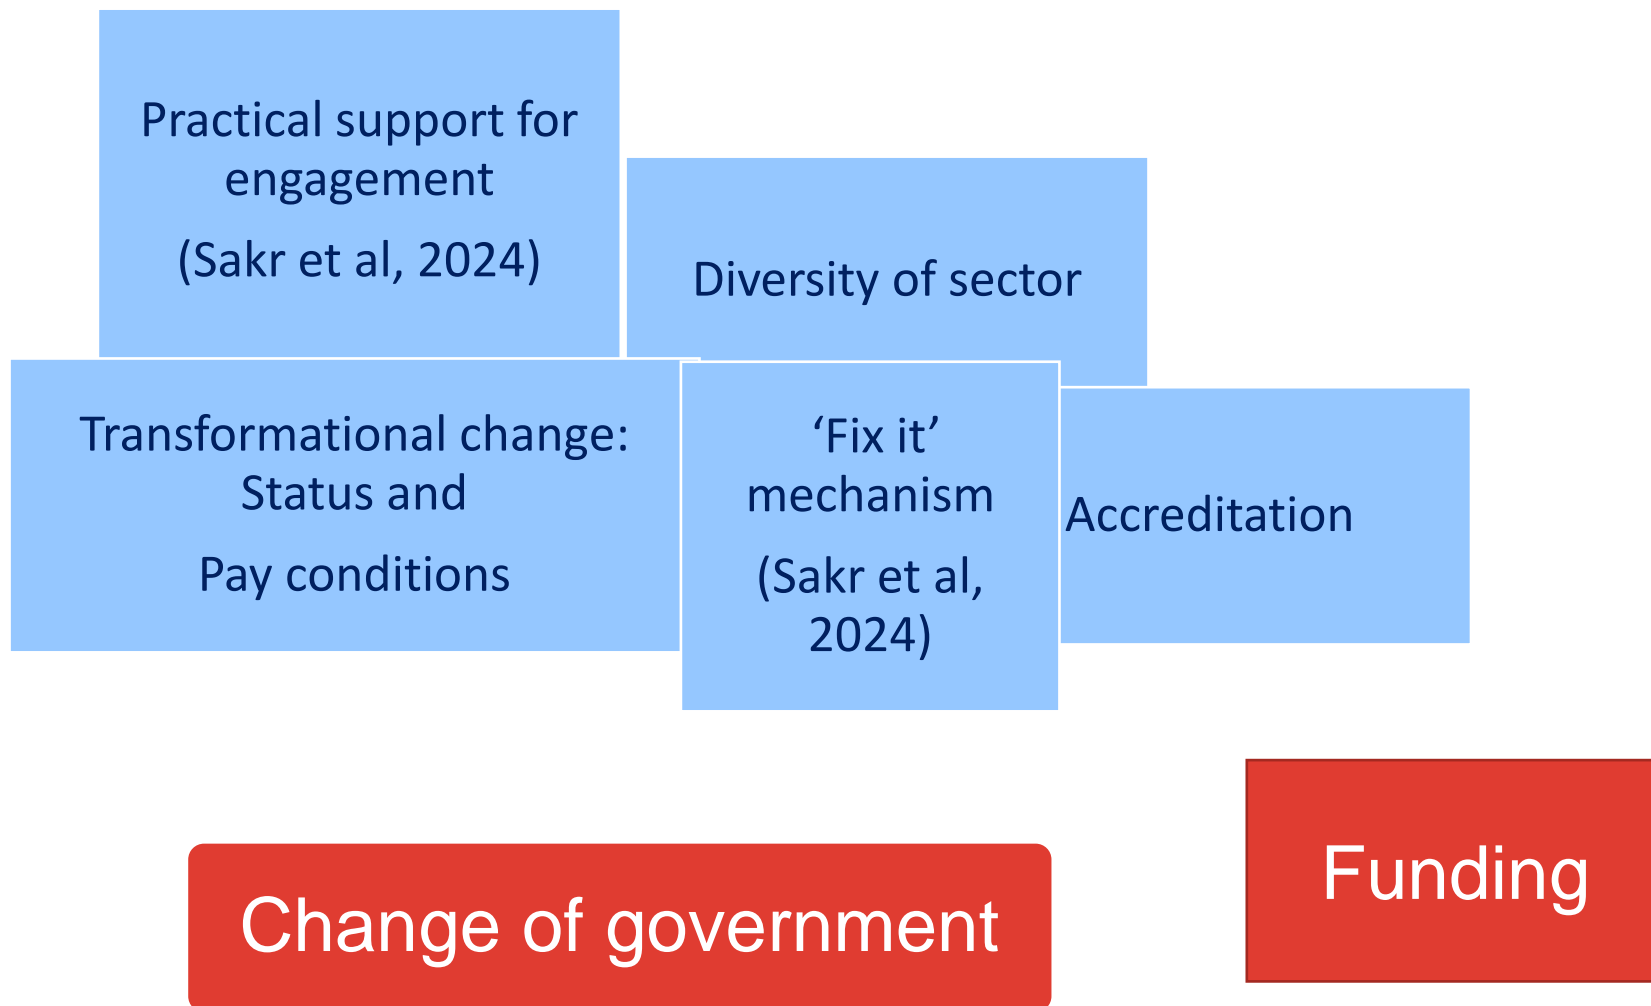 Practical support for
engagement
(Sakr et al, 2024)
Diversity of sector
Transformational change:
Status and
Pay conditions
‘Fix it’
mechanism
(Sakr et al,
2024)
Accreditation
Funding
Change of government